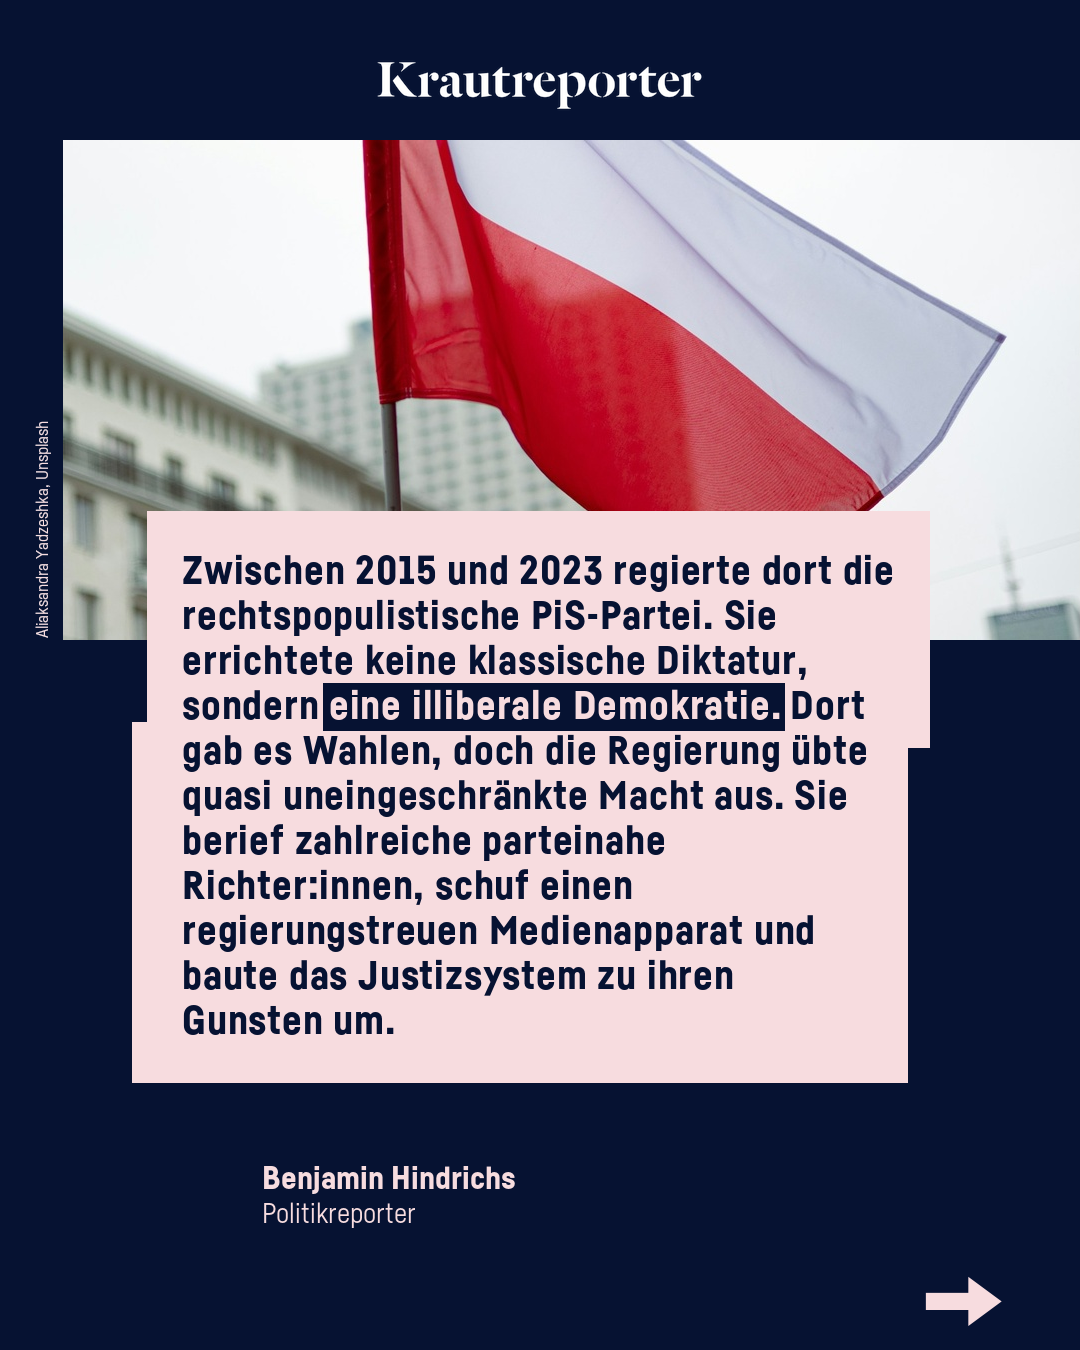 Krautreporter
Aliaksandra Yadzeshka, Unsplash
Zwischen 2015 und 2023 regierte dort die
rechtspopulistische PiS-Partei. Sie
errichtete keine klassische Diktatur,
sondern eine illiberale Demokratie. Dort
gab es Wahlen, doch die Regierung übte
quasi uneingeschränkte Macht aus. Sie
berief zahlreiche parteinahe
Richter:innen, schuf einen
regierungstreuen Medienapparat und
baute das Justizsystem zu ihren
Gunsten um.
Benjamin Hindrichs
Politikreporter